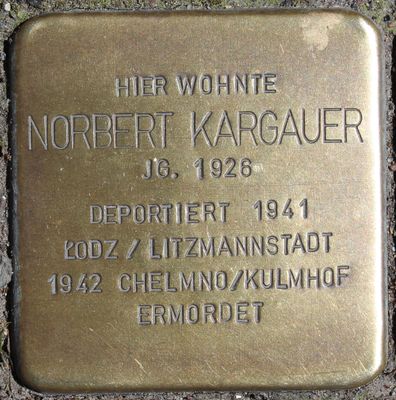 HIER WOHNTE
NORBERT KARGAUER
JG. 1926
DEPORTIERT 1941
ŁODZ / LITZMANNSTADT
1942 CHELMNO/KULMHOF
ERMORDET